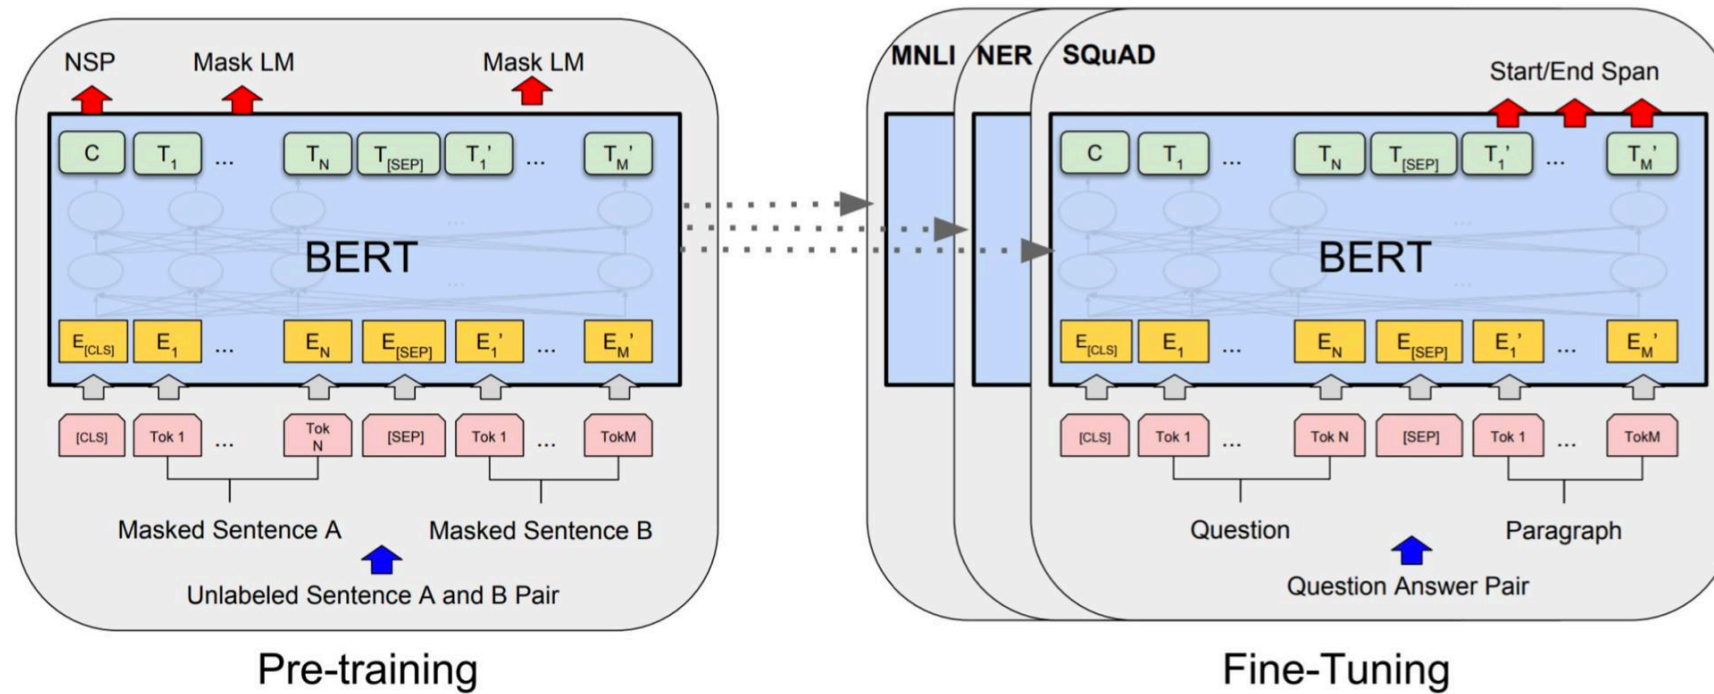 NSP Mask LM Mask LM
C T1 ... TN T[SEP] T1' ... TM'
...
BERT
...
E[CLS] E1 ... EN E[SEP] E1' ... EM'
[CLS] Tok 1 ... Tok N [SEP] Tok 1 ... TokM
Masked Sentence A Masked Sentence B
Unlabeled Sentence A and B Pair
Pre-training
MNLI NER SQuAD
Start/End Span
C T1 ... TN T[SEP] T1' ... TM'
...
BERT
...
E[CLS] E1 ... EN E[SEP] E1' ... EM'
[CLS] Tok 1 ... Tok N [SEP] Tok 1 ... TokM
Question Paragraph
Question Answer Pair
Fine-Tuning